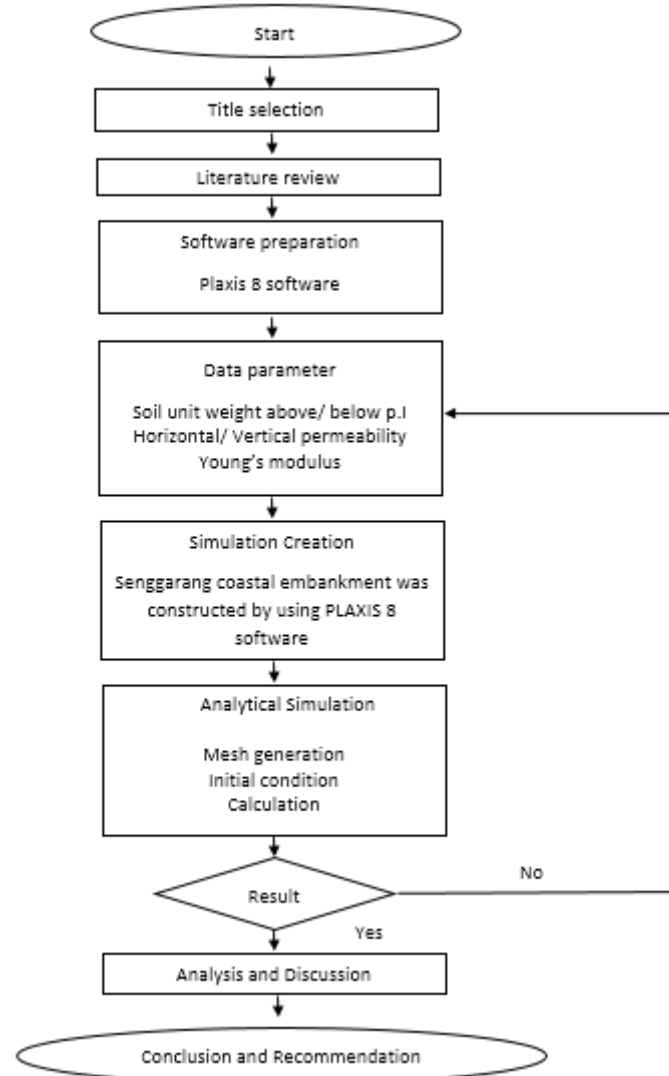 Start
Title selection
Literature review
Software preparation
Plaxis 8 software
Data parameter
Soil unit weight above/ below p.I
Horizontal/ Vertical permeability
Young's modulus
Simulation Creation
Senggarang coastal embankment was
constructed by using PLAXIS 8
software
Analytical Simulation
Mesh generation
Initial condition
Calculation
Result
No
Yes
Analysis and Discussion
Conclusion and Recommendation